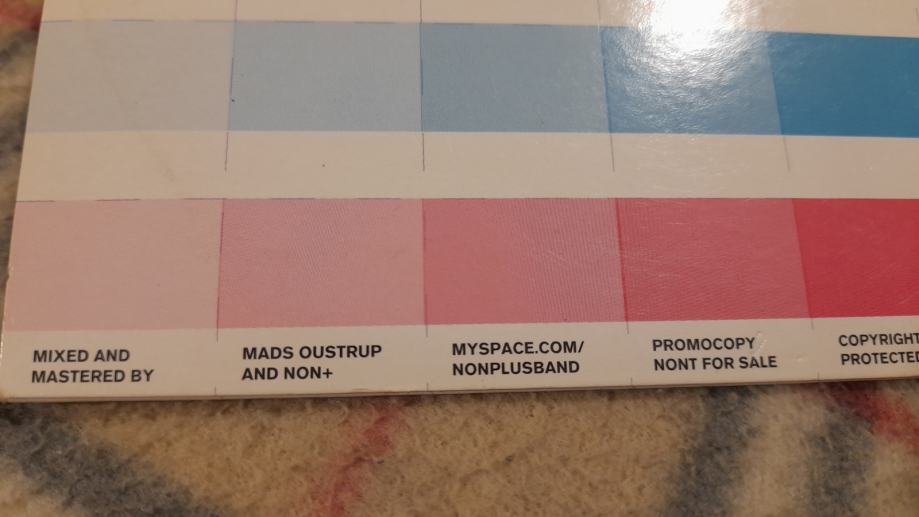 MIXED AND
MASTERED BY
MADS OUSTRUP
AND NON+
MYSPACE.COM/
NONPLUSBAND
PROMOCOPY
NONT FOR SALE
COPYRIGHT
PROTECTED